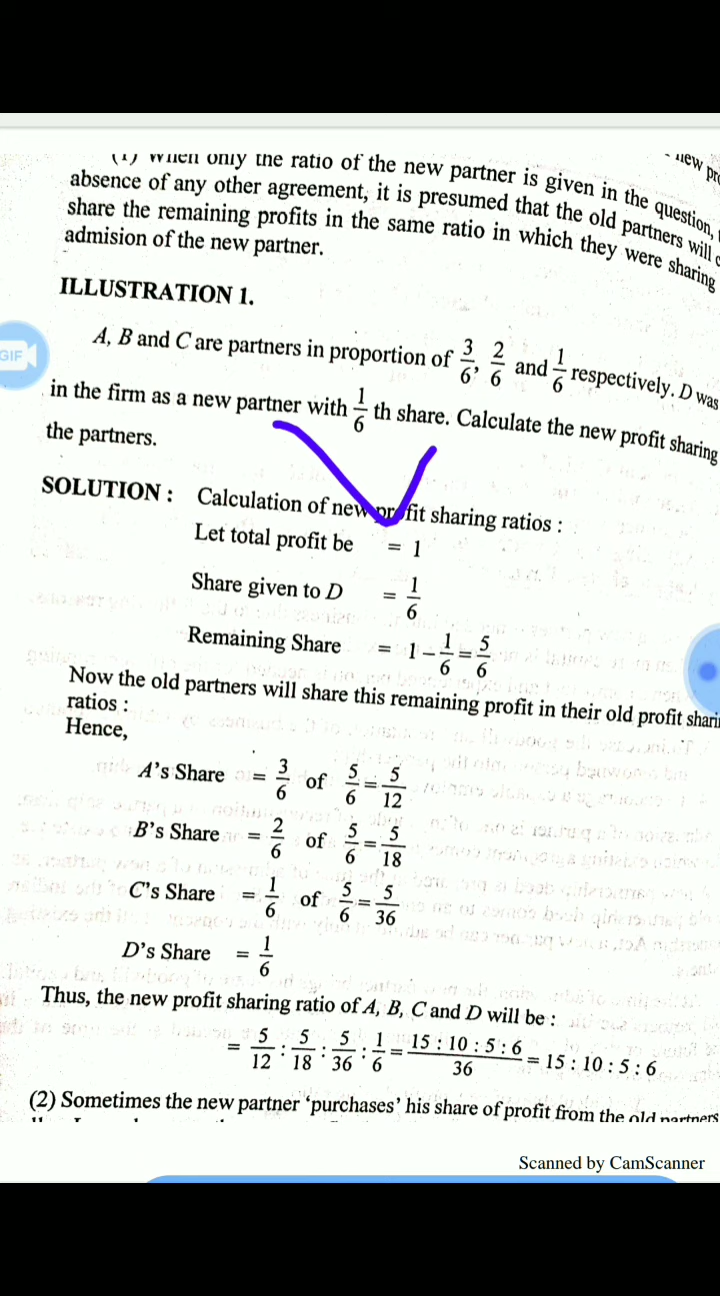 new
(1) When only the ratio of the new partner is given in the question,
absence of any other agreement, it is presumed that the old partners will
share the remaining profits in the same ratio in which they were sharing
admision of the new partner.
ILLUSTRATION 1.
GIF
A, B and C are partners in proportion of 3/6, 2/6 and 1/6 respectively. D was
in the firm as a new partner with 1/6 th share. Calculate the new profit sharing
the partners.
SOLUTION : Calculation of new profit sharing ratios :
Let total profit be = 1
Share given to D = 1/6
Remaining Share = 1 – 1/6 = 5/6
Now the old partners will share this remaining profit in their old profit
ratios :
Hence,
A's Share = 3/6 of 5/6 = 5/12
B's Share = 2/6 of 5/6 = 5/18
C's Share = 1/6 of 5/6 = 5/36
D's Share = 1/6
Thus, the new profit sharing ratio of A, B, C and D will be :
= 5/12 : 5/18 : 5/36 : 1/6 = 15 : 10 : 5 : 6/36 = 15 : 10 : 5 : 6
(2) Sometimes the new partner ‘purchases’ his share of profit from the old partners
Scanned by CamScanner